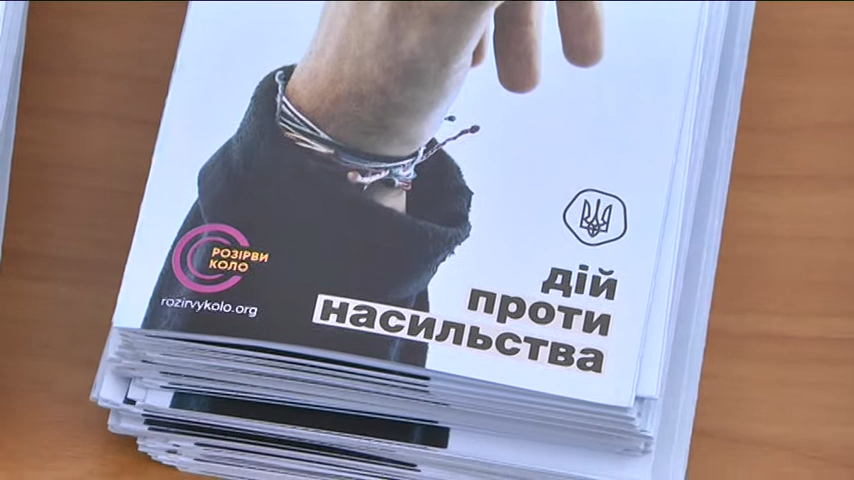 РОЗІРВИ
КОЛО
rozirvykolo.org
дій
проти
насильства